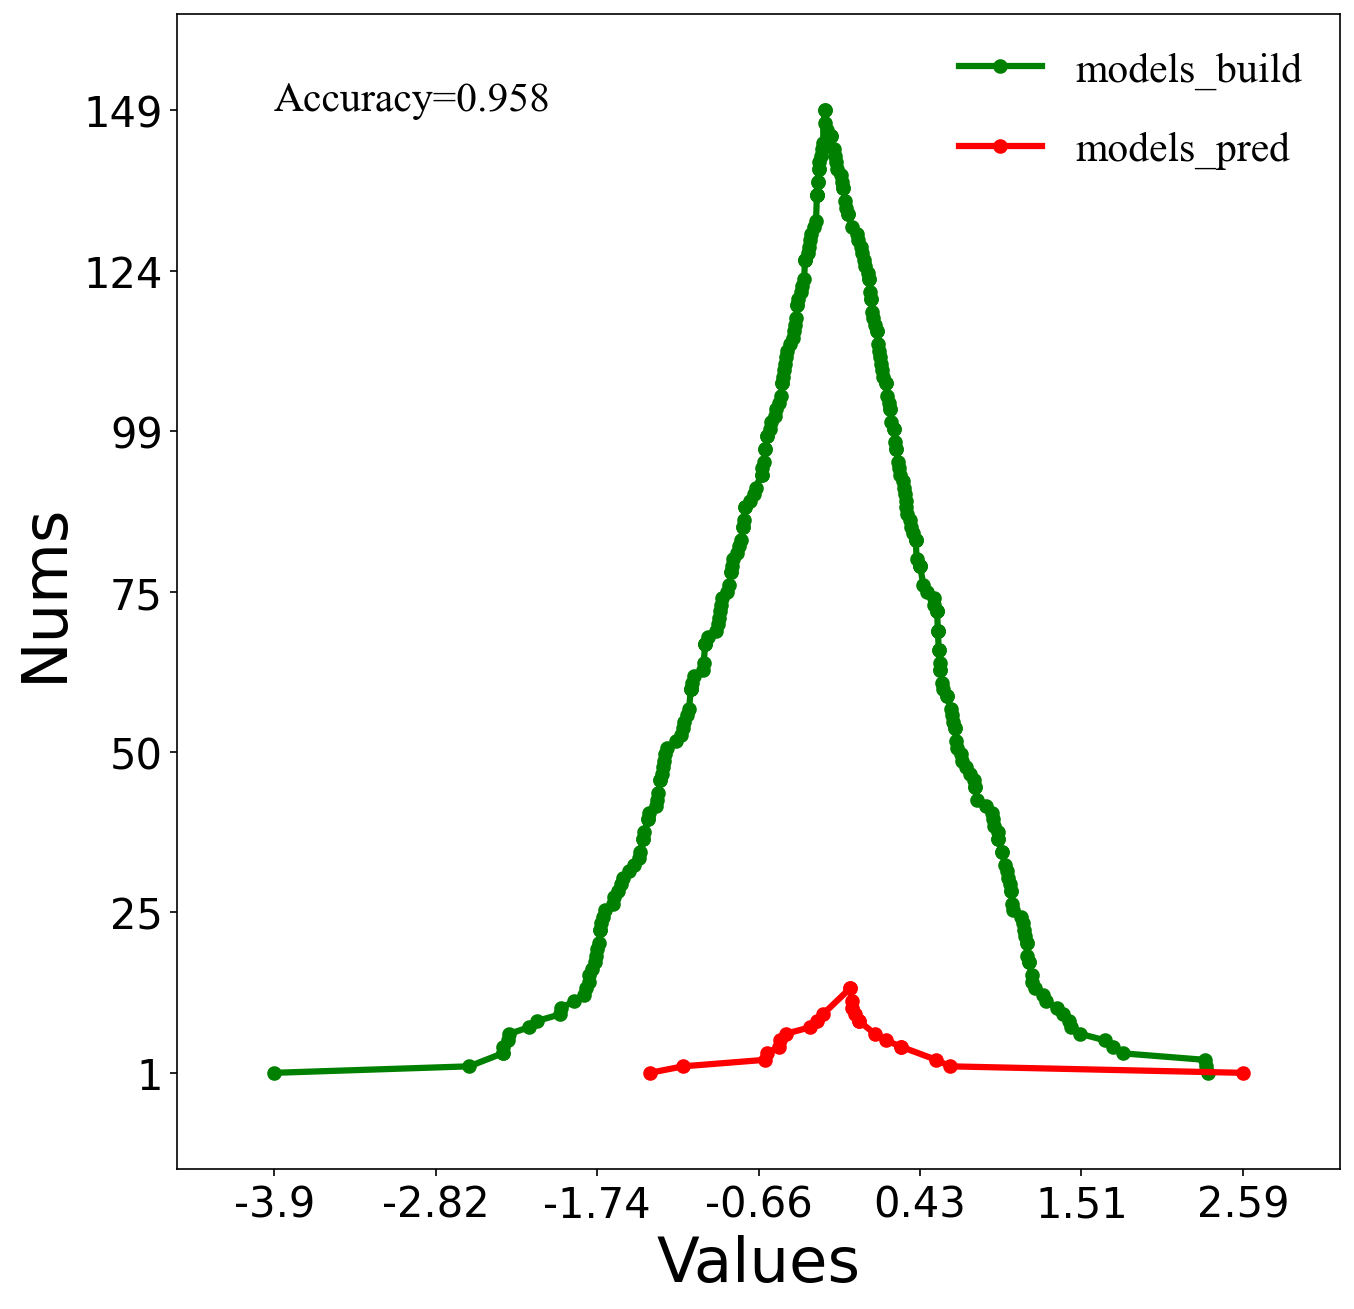 Accuracy=0.958
models_build
models_pred
149
124
99
75
50
25
1
Nums
-3.9 -2.82 -1.74 -0.66 0.43 1.51 2.59
Values